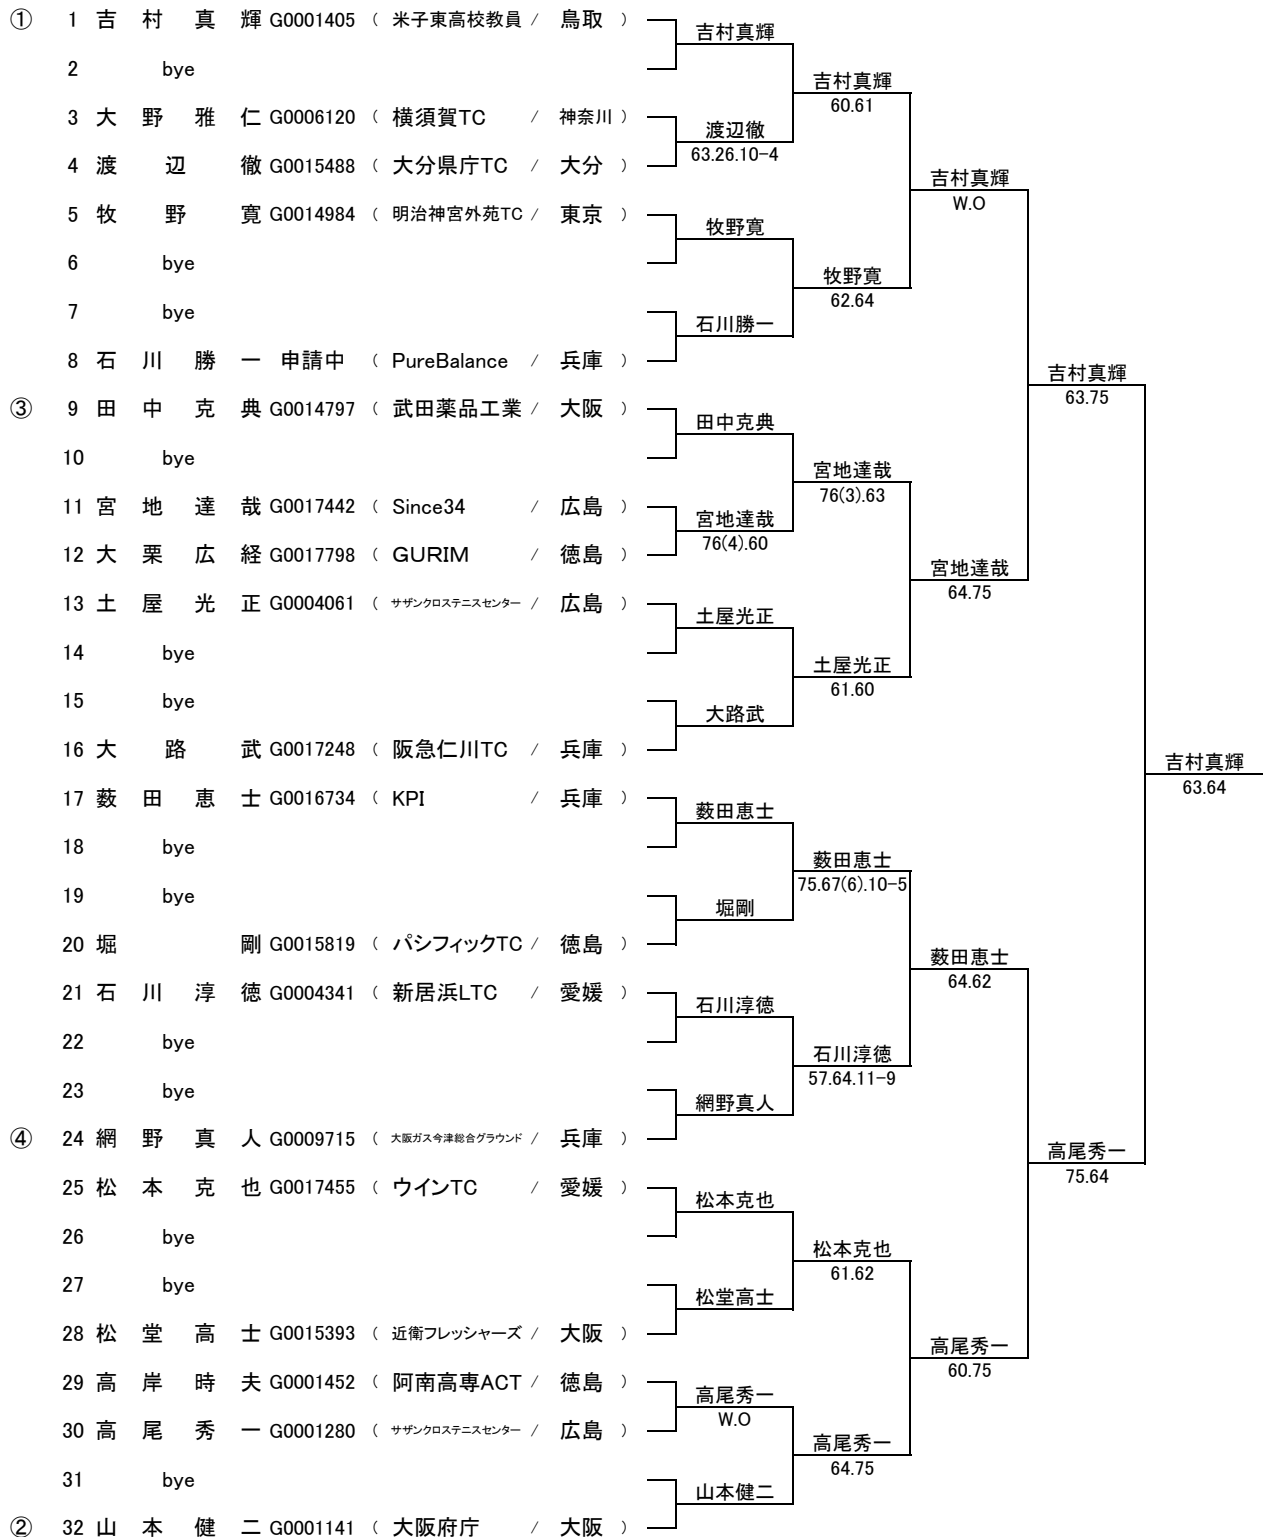 ① 1 吉 村 真 輝 G0001405 ( 米子東高校教員 / 鳥取 )
吉村真輝
2 bye
吉村真輝
60.61
3 大 野 雅 仁 G0006120 ( 横須賀TC / 神奈川 )
渡辺徹
63.26.10-4
4 渡 辺 徹 G0015488 ( 大分県庁TC / 大分 )
吉村真輝
W.O
5 牧 野 寛 G0014984 ( 明治神宮外苑TC / 東京 )
牧野寛
6 bye
牧野寛
62.64
7 bye
石川勝一
8 石 川 勝 一 申請中 ( PureBalance / 兵庫 )
吉村真輝
63.75
③ 9 田 中 克 典 G0014797 ( 武田薬品工業 / 大阪 )
田中克典
10 bye
宮地達哉
76(3).63
11 宮 地 達 哉 G0017442 ( Since34 / 広島 )
宮地達哉
76(4).60
12 大 栗 広 経 G0017798 ( GURIM / 徳島 )
宮地達哉
64.75
13 土 屋 光 正 G0004061 ( サザンクロステニスセンター / 広島 )
土屋光正
14 bye
土屋光正
61.60
15 bye
大路武
16 大 路 武 G0017248 ( 阪急仁川TC / 兵庫 )
吉村真輝
63.64
17 薮 田 恵 士 G0016734 ( KPI / 兵庫 )
薮田恵士
18 bye
薮田恵士
75.67(6).10-5
19 bye
堀剛
20 堀 剛 G0015819 ( パシフィックTC / 徳島 )
薮田恵士
64.62
21 石 川 淳 徳 G0004341 ( 新居浜LTC / 愛媛 )
石川淳徳
22 bye
石川淳徳
57.64.11-9
23 bye
網野真人
④ 24 網 野 真 人 G0009715 ( 大阪ガス今津総合グラウンド / 兵庫 )
高尾秀一
75.64
25 松 本 克 也 G0017455 ( ウインTC / 愛媛 )
松本克也
26 bye
松本克也
61.62
27 bye
松堂高士
28 松 堂 高 士 G0015393 ( 近衛フレッシャーズ / 大阪 )
高尾秀一
60.75
29 高 岸 時 夫 G0001452 ( 阿南高専ACT / 徳島 )
高尾秀一
W.O
30 高 尾 秀 一 G0001280 ( サザンクロステニスセンター / 広島 )
高尾秀一
64.75
31 bye
山本健二
② 32 山 本 健 二 G0001141 ( 大阪府庁 / 大阪 )